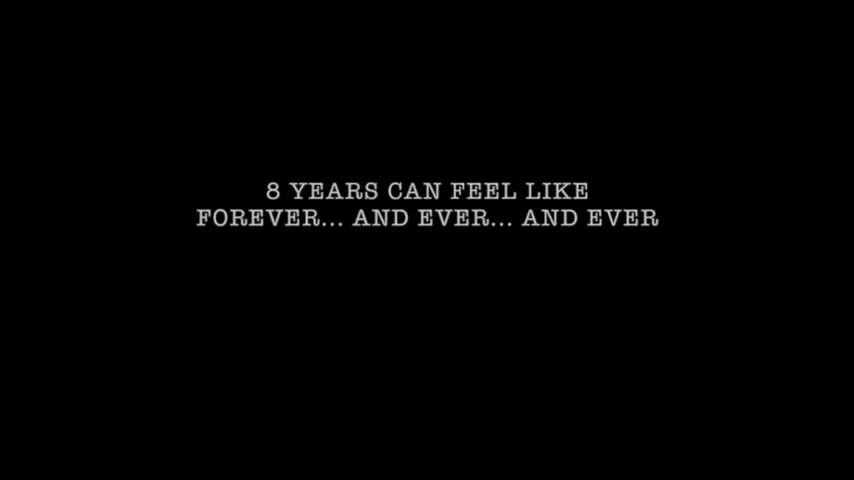 8 YEARS CAN FEEL LIKE
FOREVER... AND EVER... AND EVER